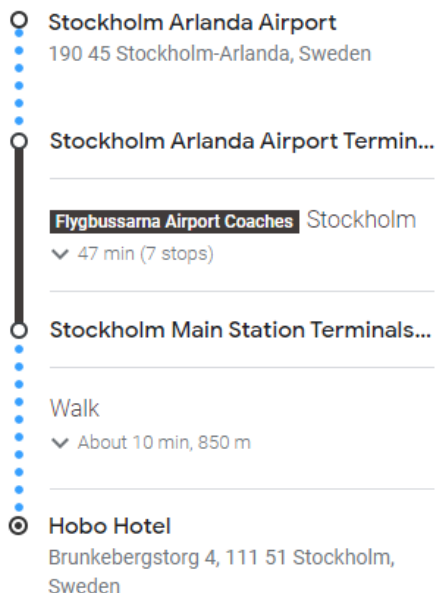 Stockholm Arlanda Airport
190 45 Stockholm-Arlanda, Sweden
Stockholm Arlanda Airport Termin...
Flygbussarna Airport Coaches Stockholm
47 min (7 stops)
Stockholm Main Station Terminals...
Walk
About 10 min, 850 m
Hobo Hotel
Brunkebergstorg 4, 111 51 Stockholm,
Sweden